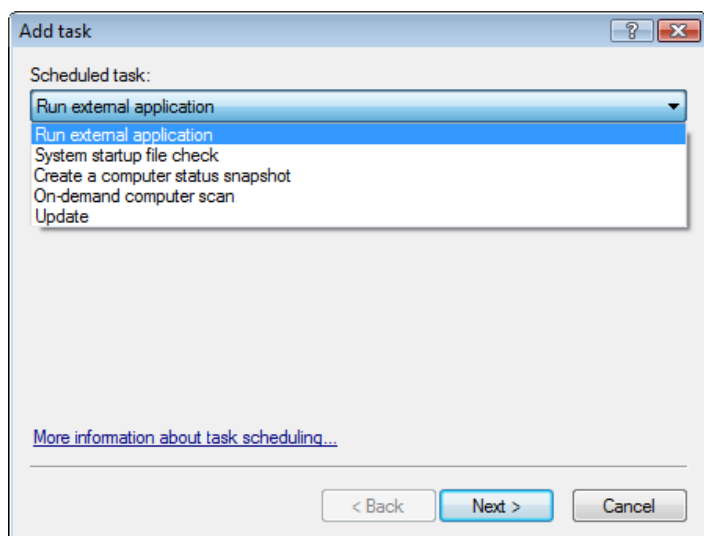 Add task
Scheduled task:
Run external application
Run external application
System startup file check
Create a computer status snapshot
On-demand computer scan
Update
More information about task scheduling...
< Back Next > Cancel